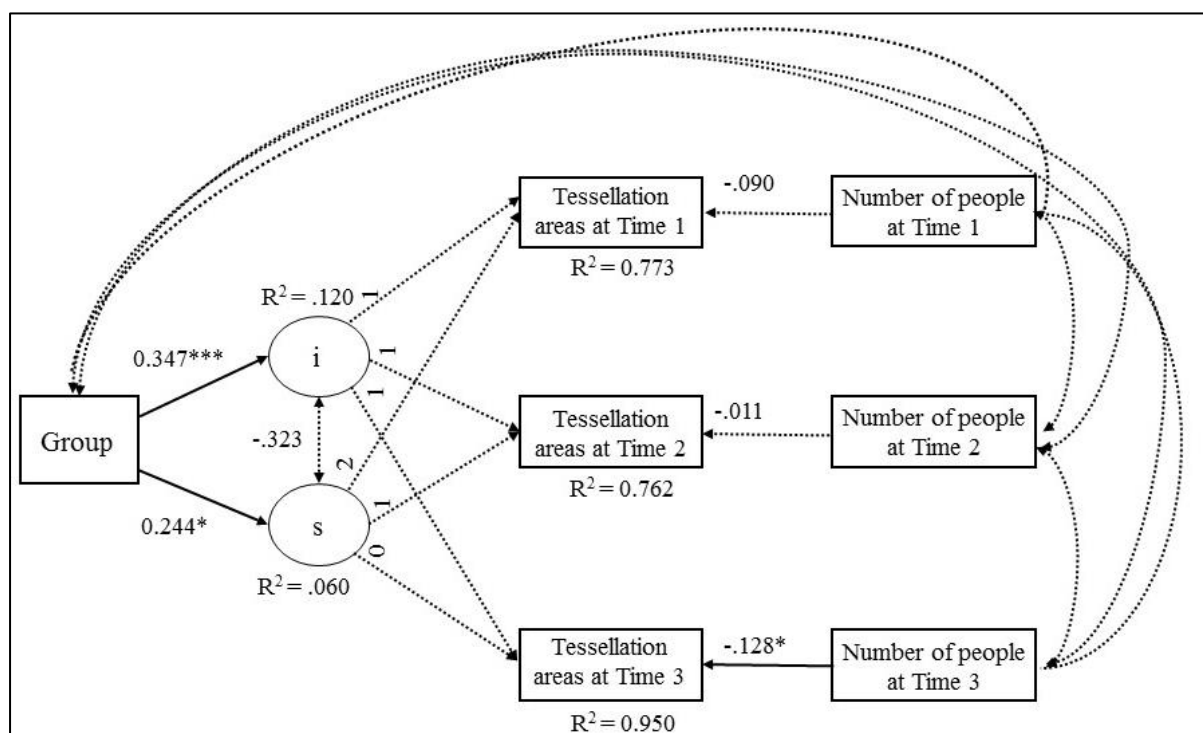 Tessellation
areas at Time 1
R² = 0.773
-.090
Number of people
at Time 1
R² = .120
1
i
1
1
0.347***
Group
-.323
0.244*
2
1
0
s
R² = .060
Tessellation
areas at Time 2
R² = 0.762
-.011
Number of people
at Time 2
Tessellation
areas at Time 3
R² = 0.950
-.128*
Number of people
at Time 3